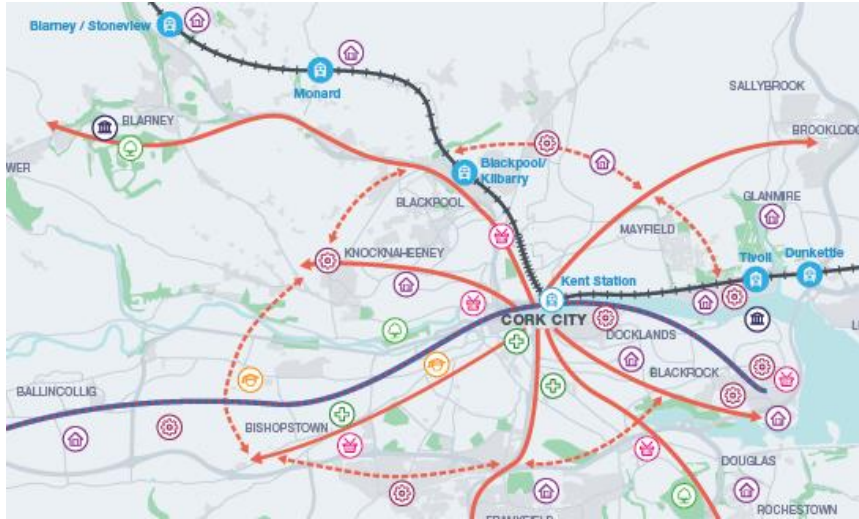 Blarney / Stoneview
Monard
SALLYBROOK
BLARNEY
BROOKLODG
WER
Blackpool/
Kilbarry
BLACKPOOL
GLANMIRE
MAYFIELD
KNOCKNAHEENEY
Tivoli
Dunkettle
Kent Station
CORK CITY
DOCKLANDS
BLACKROCK
BALLINCOLLIG
BISHOPSTOWN
DOUGLAS
ROCHESTOWN